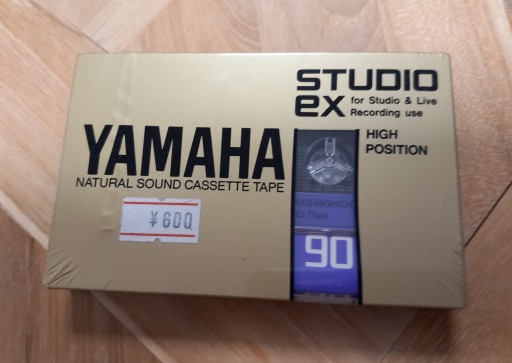 STUDIO
ex for Studio & Live
Recording use
YAMAHA
HIGH
POSITION
NATURAL SOUND CASSETTE TAPE
¥600
90